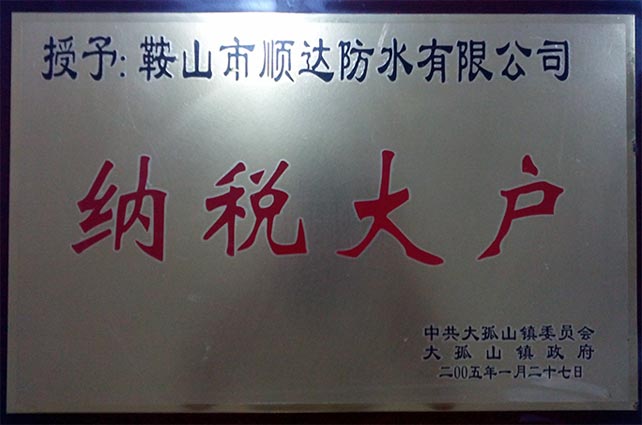 授予:鞍山市顺达防水有限公司
纳税大户
中共大孤山镇委员会
大孤山镇政府
二00五年一月二十七日